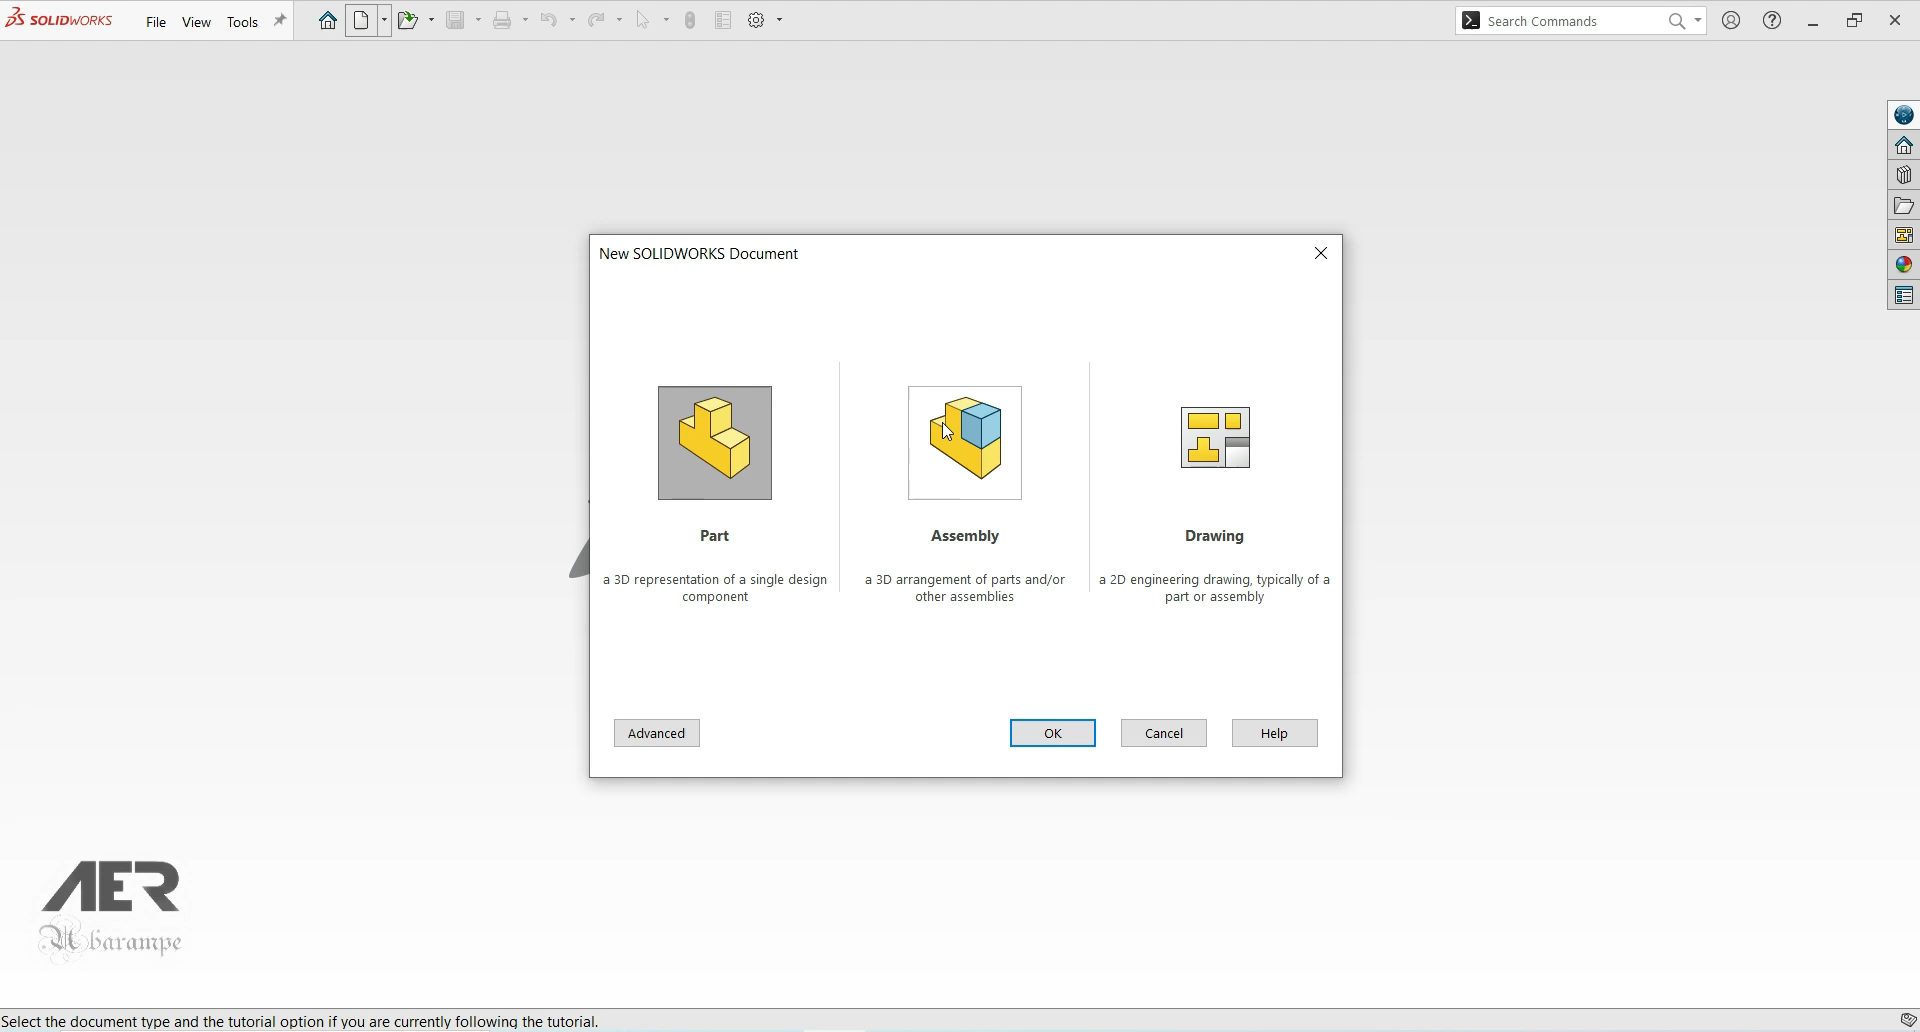 SOLIDWORKS File View Tools Search Commands
New SOLIDWORKS Document
Part Assembly Drawing
a 3D representation of a single design component
a 3D arrangement of parts and/or other assemblies
a 2D engineering drawing, typically of a part or assembly
Advanced OK Cancel Help
AER
Abarampe
Select the document type and the tutorial option if you are currently following the tutorial.